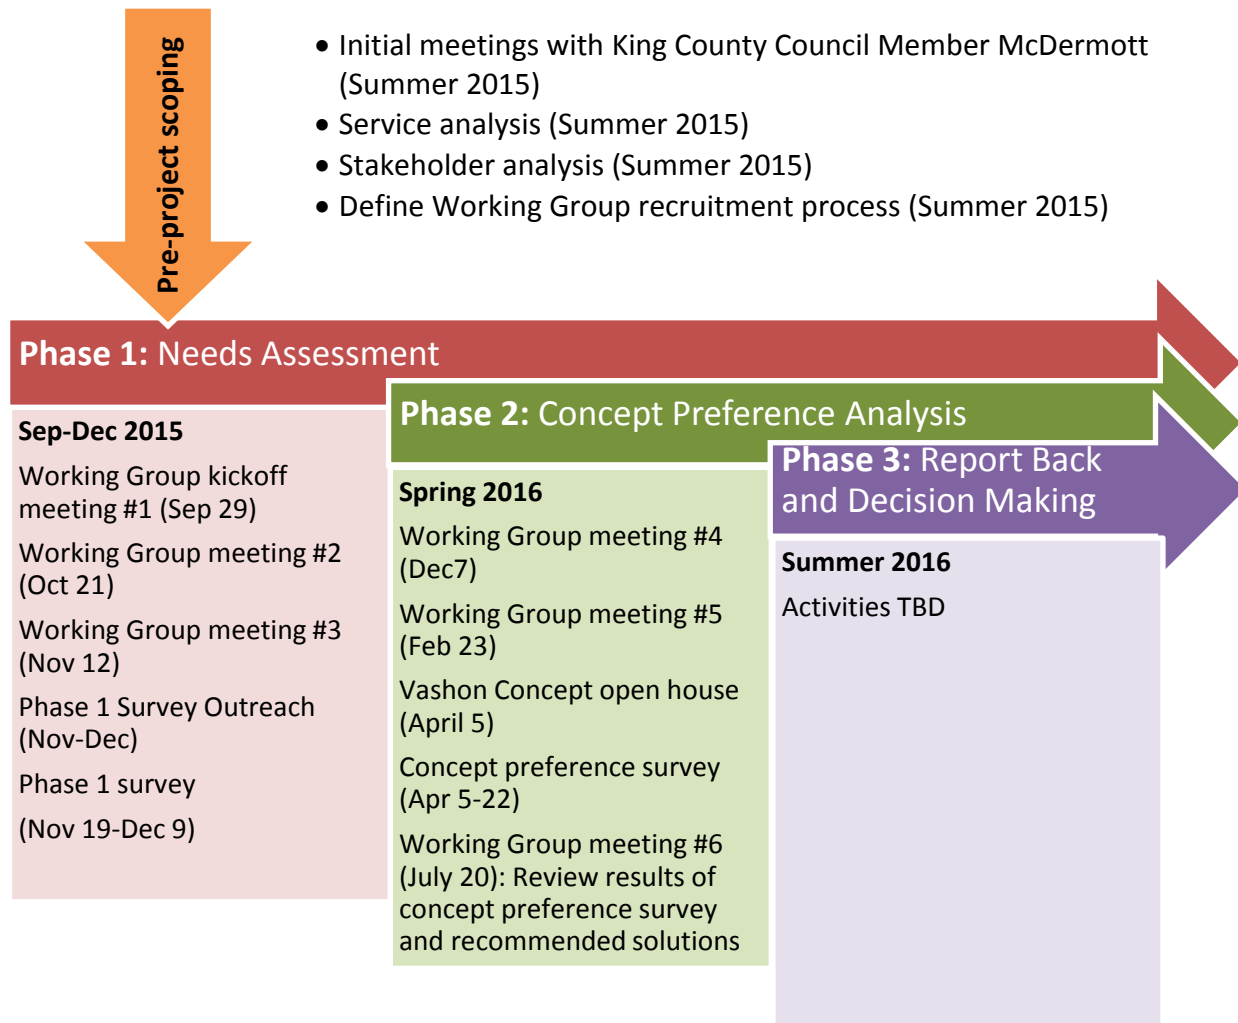 Pre-project scoping
• Initial meetings with King County Council Member McDermott
(Summer 2015)
• Service analysis (Summer 2015)
• Stakeholder analysis (Summer 2015)
• Define Working Group recruitment process (Summer 2015)
Phase 1: Needs Assessment
Sep-Dec 2015
Working Group kickoff
meeting #1 (Sep 29)
Working Group meeting #2
(Oct 21)
Working Group meeting #3
(Nov 12)
Phase 1 Survey Outreach
(Nov-Dec)
Phase 1 survey
(Nov 19-Dec 9)
Phase 2: Concept Preference Analysis
Spring 2016
Working Group meeting #4
(Dec7)
Working Group meeting #5
(Feb 23)
Vashon Concept open house
(April 5)
Concept preference survey
(Apr 5-22)
Working Group meeting #6
(July 20): Review results of
concept preference survey
and recommended solutions
Phase 3: Report Back
and Decision Making
Summer 2016
Activities TBD